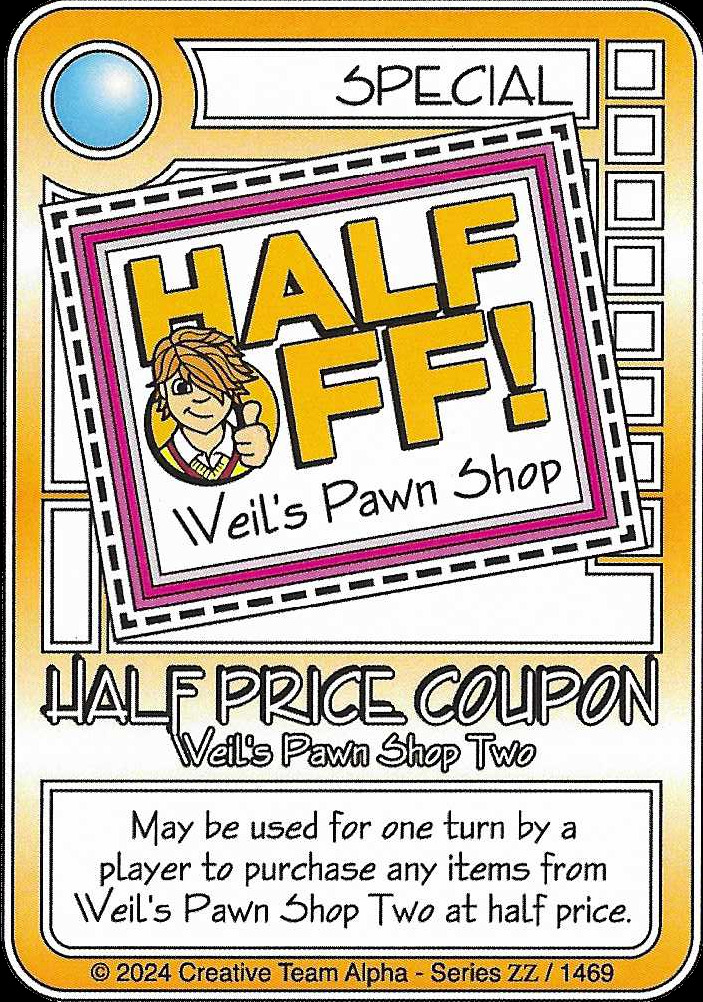 SPECIAL
HALF
OFF!
Weil's Pawn Shop
HALF PRICE COUPON
Weil's Pawn Shop Two
May be used for one turn by a
player to purchase any items from
Weil's Pawn Shop Two at half price.
© 2024 Creative Team Alpha - Series ZZ / 1469